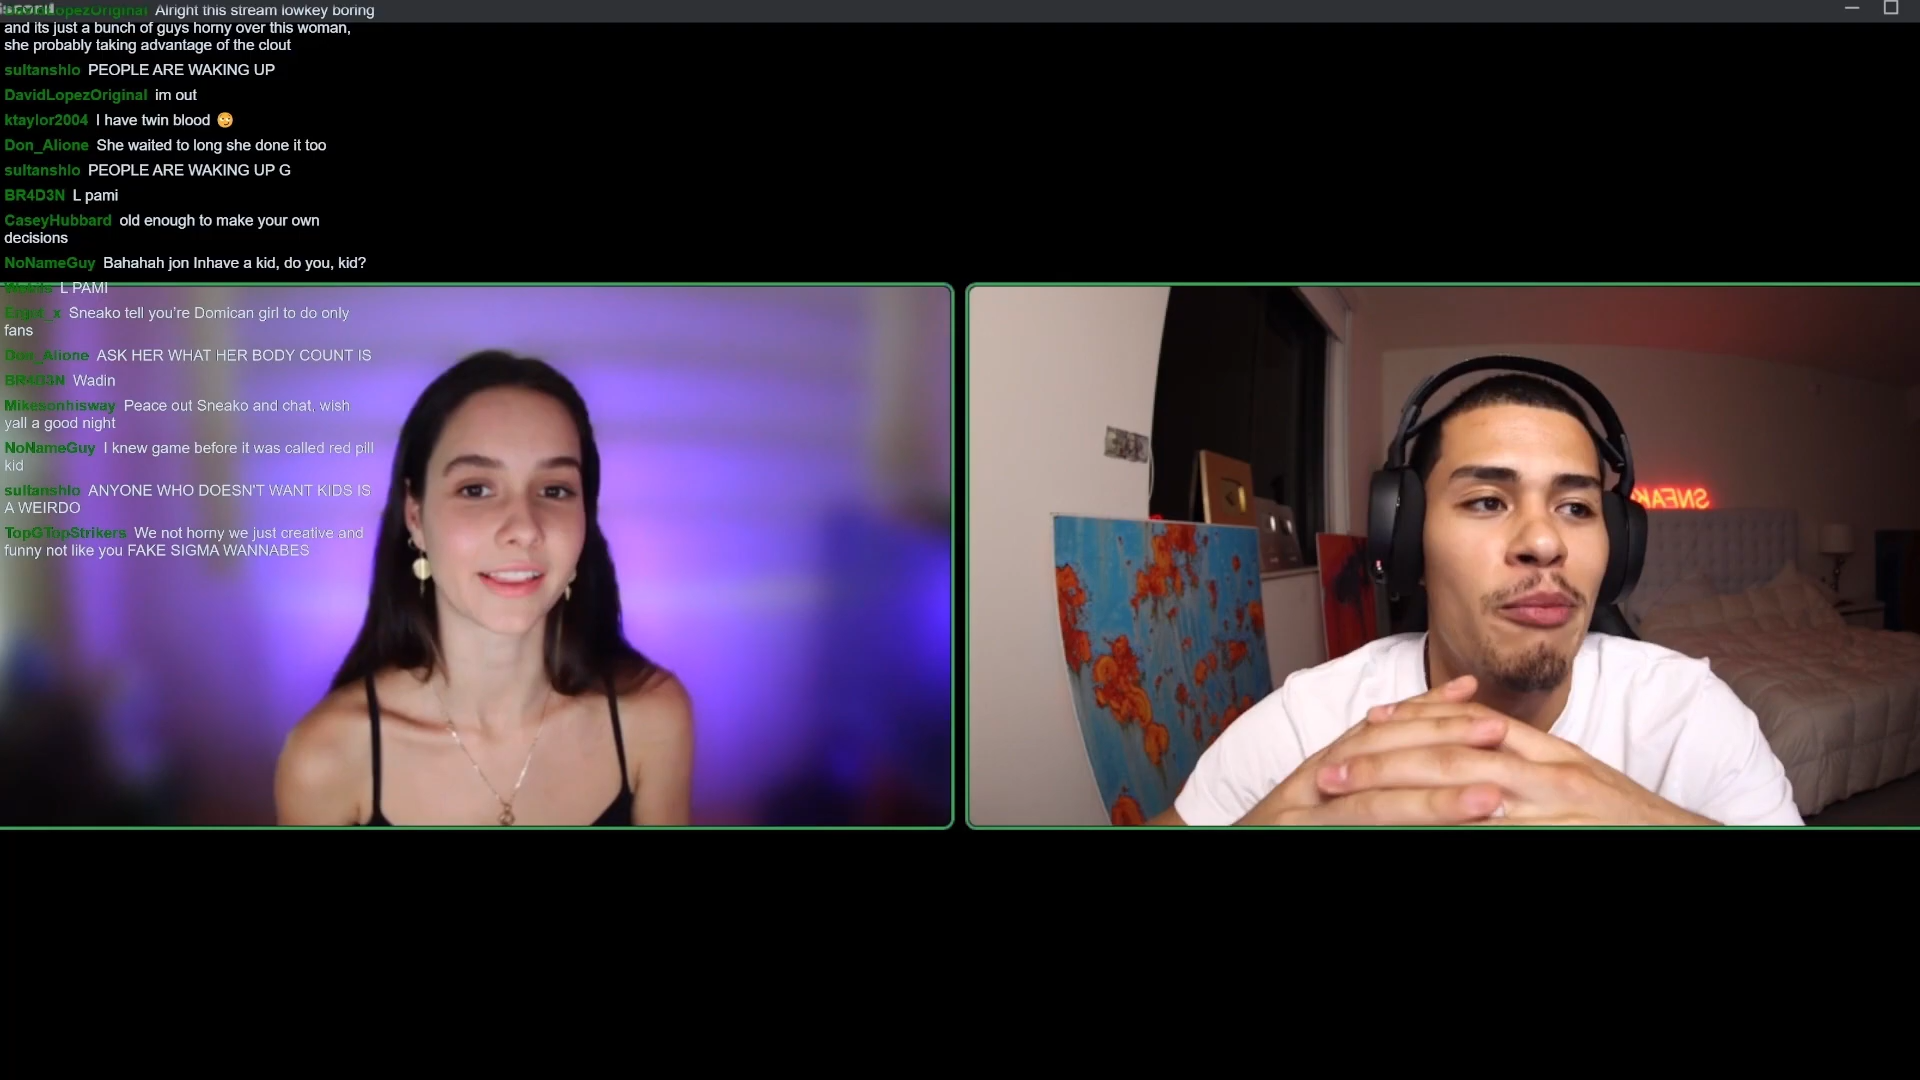 DavidLopezOriginal Alright this stream lowkey boring
and its just a bunch of guys horny over this woman,
she probably taking advantage of the clout
sultanshlo PEOPLE ARE WAKING UP
DavidLopezOriginal im out
ktaylor2004 I have twin blood 😳
Don_Alione She waited to long she done it too
sultanshlo PEOPLE ARE WAKING UP G
BR4D3N L pami
CaseyHubbard old enough to make your own
decisions
NoNameGuy Bahahah jon Inhave a kid, do you, kid?
L PAMI
Sneako tell you're Domican girl to do only
fans
Don_Alione ASK HER WHAT HER BODY COUNT IS
BR4D3N Wadin
Mikesonhisway Peace out Sneako and chat, wish
yall a good night
NoNameGuy I knew game before it was called red pill
kid
sultanshlo ANYONE WHO DOESN'T WANT KIDS IS
A WEIRDO
TopGTopStrikers We not horny we just creative and
funny not like you FAKE SIGMA WANNABES
SNEAK